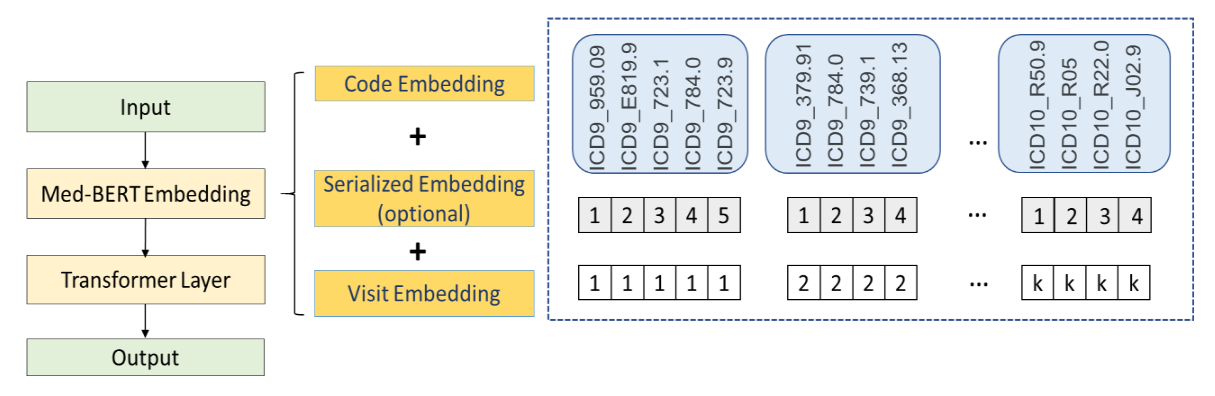 Input
Med-BERT Embedding
Transformer Layer
Output
Code Embedding
+
Serialized Embedding
(optional)
+
Visit Embedding
ICD9_959.09
ICD9_E819.9
ICD9_723.1
ICD9_784.0
ICD9_723.9
ICD9_379.91
ICD9_784.0
ICD9_739.1
ICD9_368.13
...
ICD10_R50.9
ICD10_R05
ICD10_R22.0
ICD10_J02.9
1 2 3 4 5 1 2 3 4 ... 1 2 3 4
1 1 1 1 1 2 2 2 2 ... k k k k